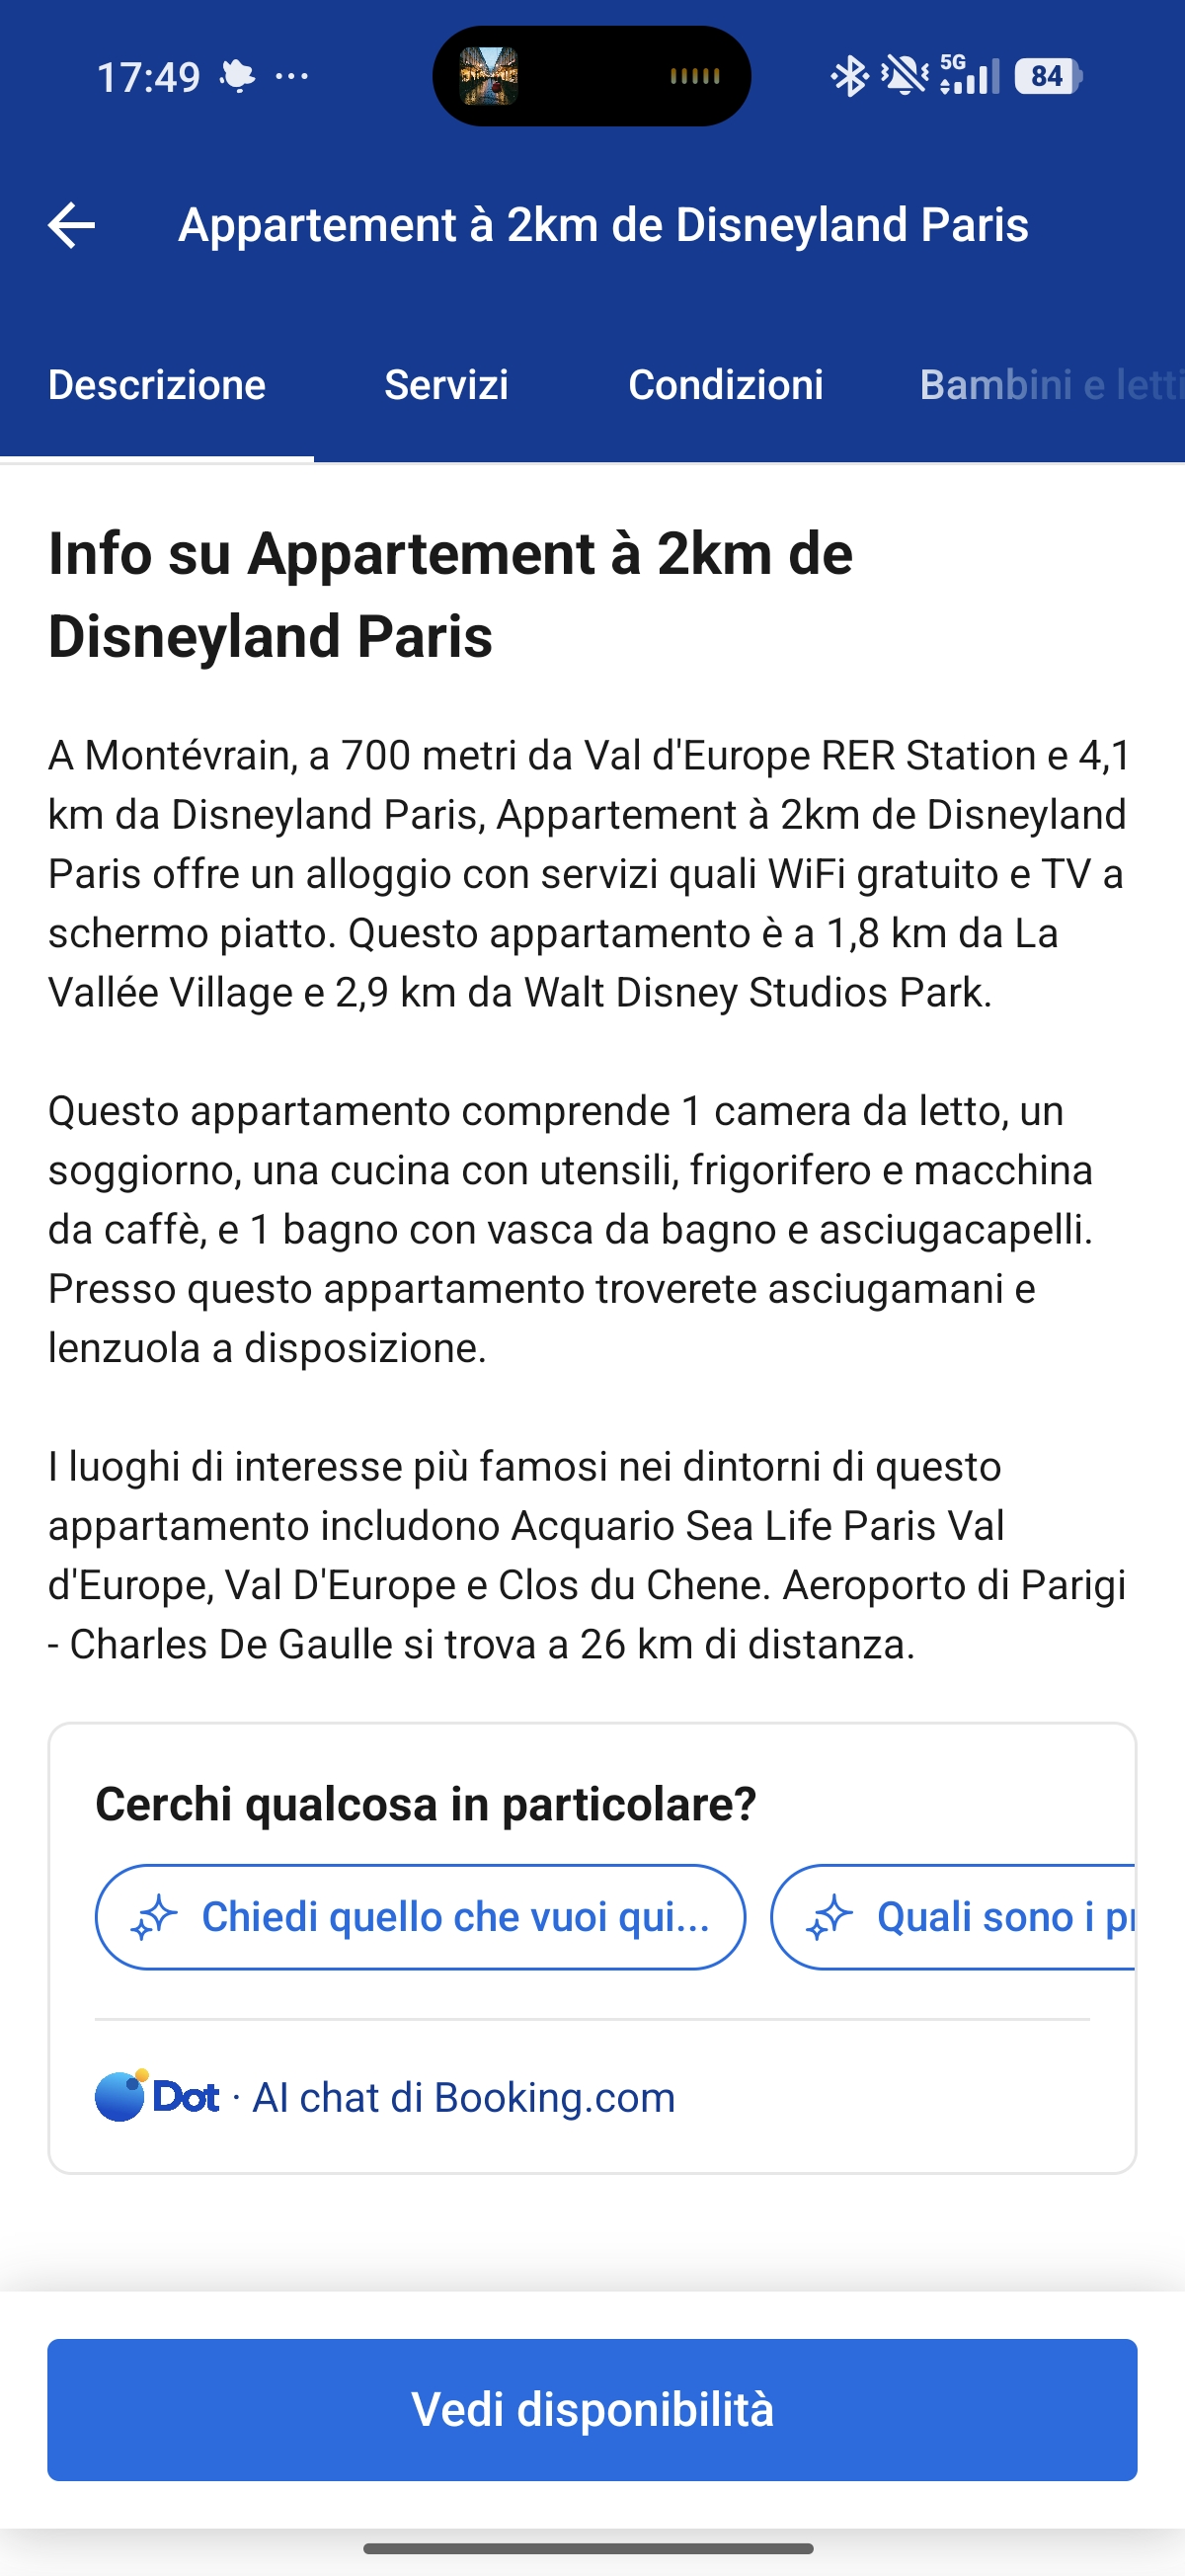 17:49
5G
84
Appartement à 2km de Disneyland Paris
Descrizione Servizi Condizioni Bambini e letti
Info su Appartement à 2km de
Disneyland Paris
A Montévrain, a 700 metri da Val d'Europe RER Station e 4,1
km da Disneyland Paris, Appartement à 2km de Disneyland
Paris offre un alloggio con servizi quali WiFi gratuito e TV a
schermo piatto. Questo appartamento è a 1,8 km da La
Vallée Village e 2,9 km da Walt Disney Studios Park.
Questo appartamento comprende 1 camera da letto, un
soggiorno, una cucina con utensili, frigorifero e macchina
da caffè, e 1 bagno con vasca da bagno e asciugacapelli.
Presso questo appartamento troverete asciugamani e
lenzuola a disposizione.
I luoghi di interesse più famosi nei dintorni di questo
appartamento includono Acquario Sea Life Paris Val
d'Europe, Val D'Europe e Clos du Chene. Aeroporto di Parigi
- Charles De Gaulle si trova a 26 km di distanza.
Cerchi qualcosa in particolare?
Chiedi quello che vuoi qui... Quali sono i
Dot · AI chat di Booking.com
Vedi disponibilità